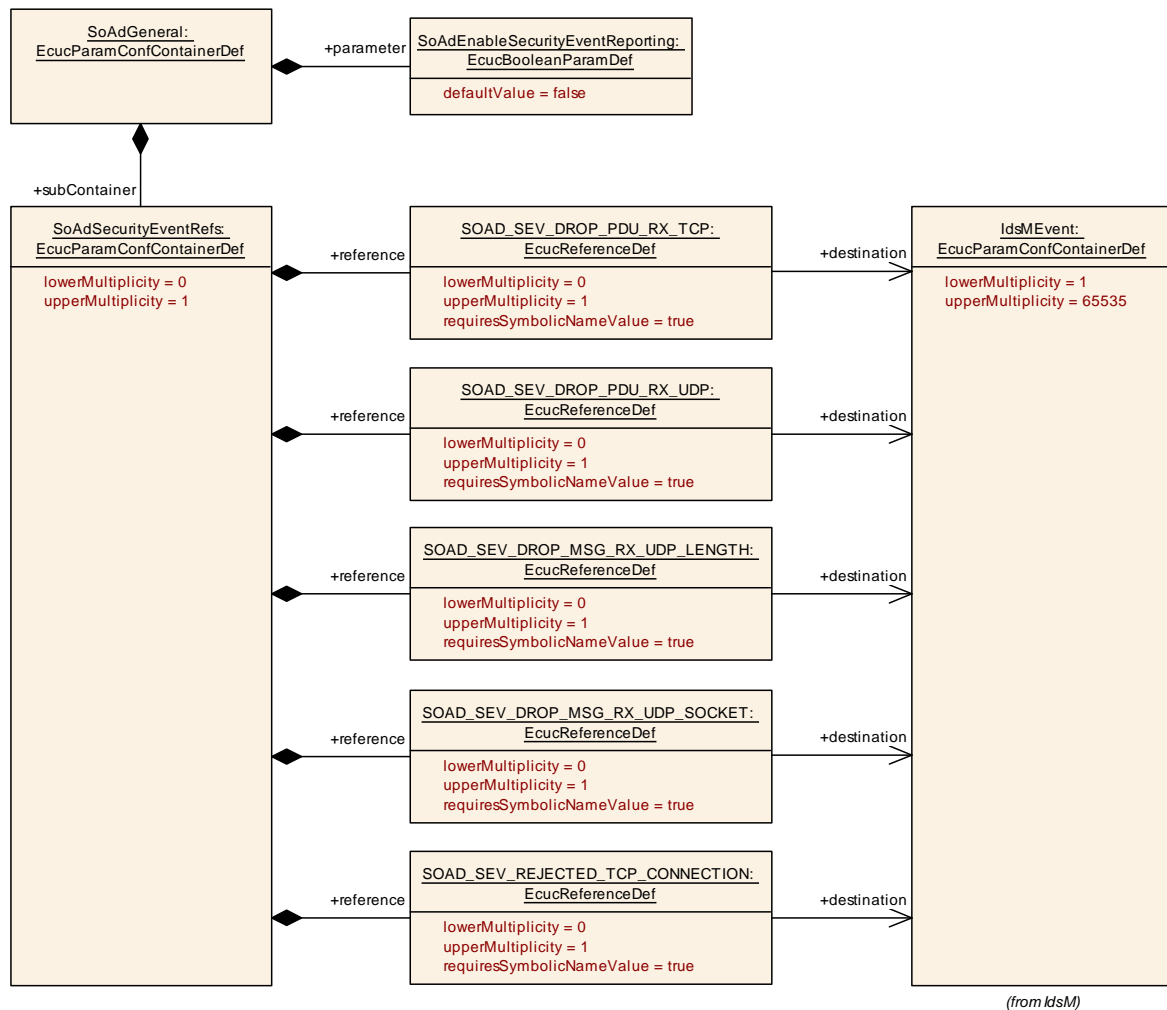 SoAdGeneral:
EcucParamConfContainerDef
+parameter
SoAdEnableSecurityEventReporting:
EcucBooleanParamDef
defaultValue = false
+subContainer
SoAdSecurityEventRefs:
EcucParamConfContainerDef
lowerMultiplicity = 0
upperMultiplicity = 1
+reference
SOAD_SEV_DROP_PDU_RX_TCP:
EcucReferenceDef
lowerMultiplicity = 0
upperMultiplicity = 1
requiresSymbolicNameValue = true
+destination
IdsMEvent:
EcucParamConfContainerDef
lowerMultiplicity = 1
upperMultiplicity = 65535
+reference
SOAD_SEV_DROP_PDU_RX_UDP:
EcucReferenceDef
lowerMultiplicity = 0
upperMultiplicity = 1
requiresSymbolicNameValue = true
+destination
+reference
SOAD_SEV_DROP_MSG_RX_UDP_LENGTH:
EcucReferenceDef
lowerMultiplicity = 0
upperMultiplicity = 1
requiresSymbolicNameValue = true
+destination
+reference
SOAD_SEV_DROP_MSG_RX_UDP_SOCKET:
EcucReferenceDef
lowerMultiplicity = 0
upperMultiplicity = 1
requiresSymbolicNameValue = true
+destination
+reference
SOAD_SEV_REJECTED_TCP_CONNECTION:
EcucReferenceDef
lowerMultiplicity = 0
upperMultiplicity = 1
requiresSymbolicNameValue = true
+destination
(from IdsM)